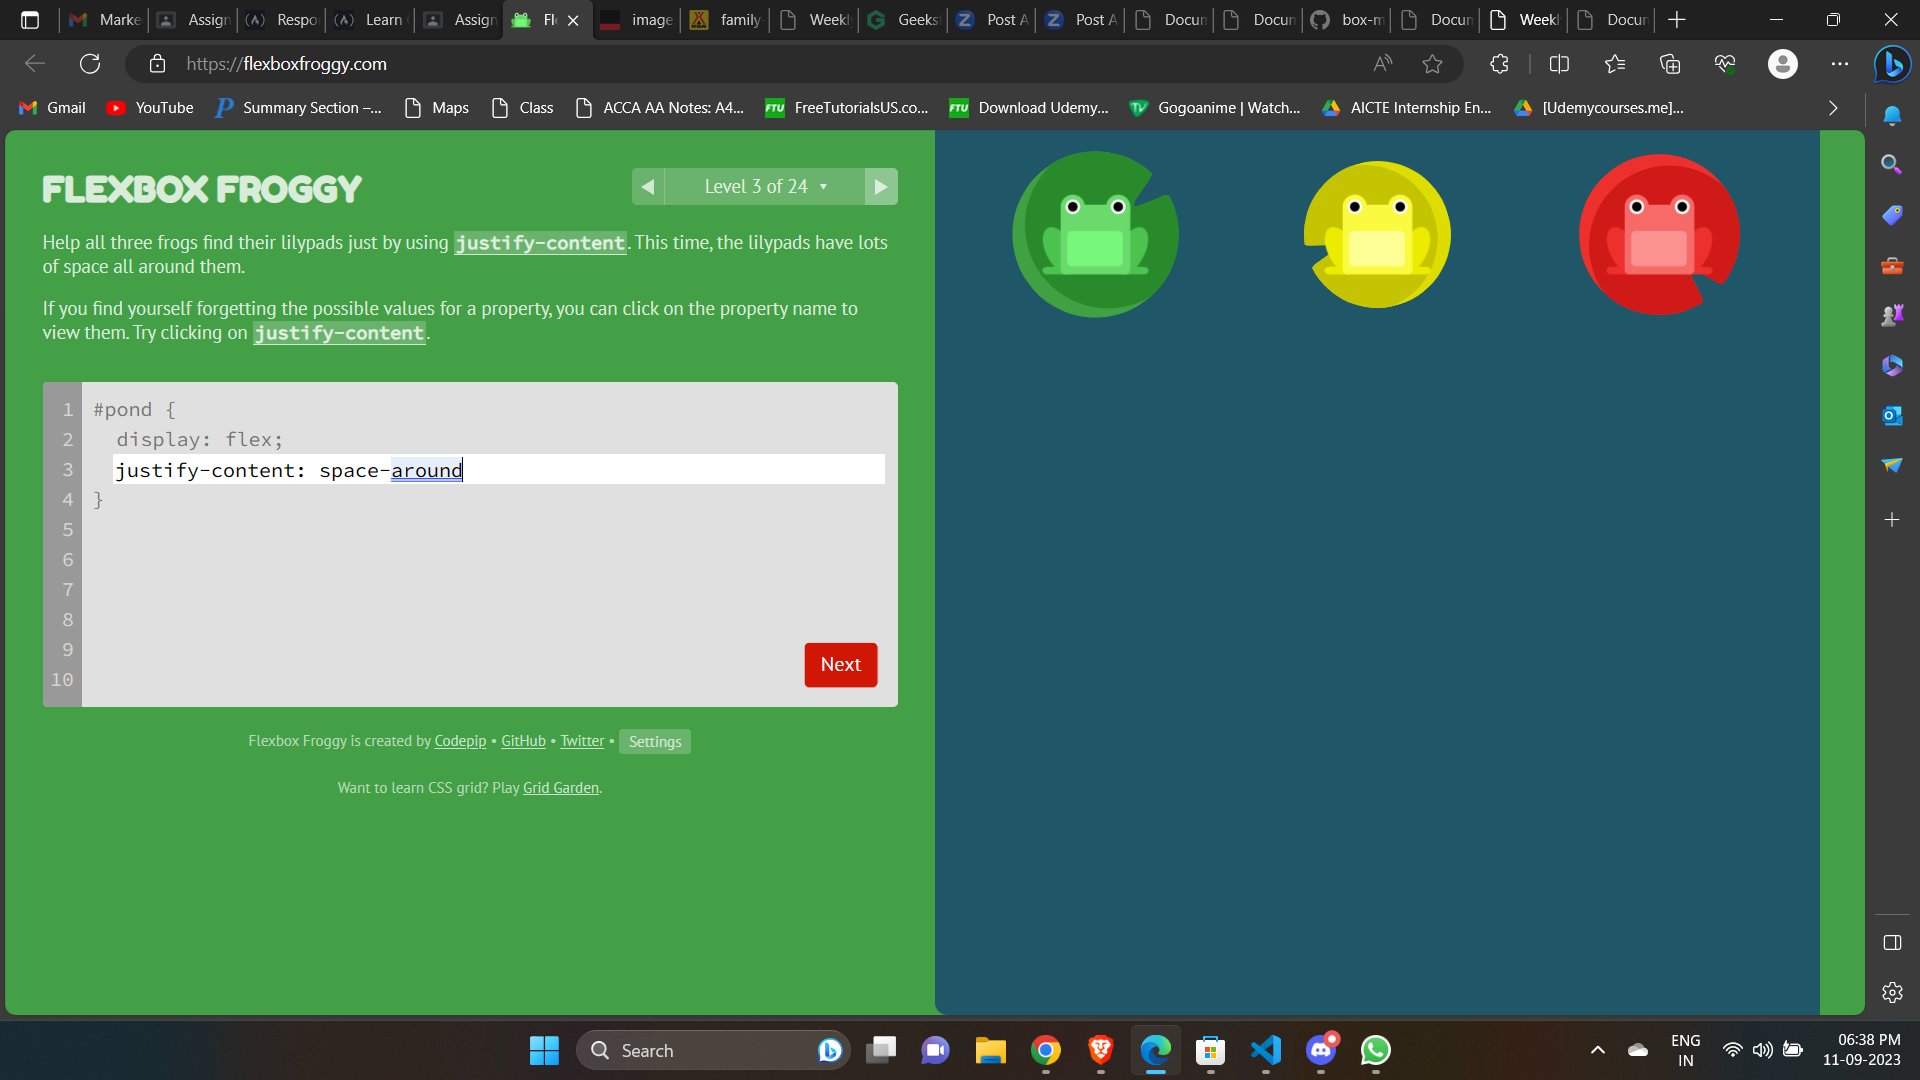 Marke
Assign
Respo
Learn
Assign
Fl
image
family
Weekl
Geekst
Post A
Post A
Docum
Docum
box-m
Docum
Weekl
Docum
https://flexboxfroggy.com
Gmail
YouTube
Summary Section –...
Maps
Class
ACCA AA Notes: A4...
FreeTutorialsUS.co...
Download Udemy...
Gogoanime | Watch...
AICTE Internship En...
[Udemycourses.me]...
FLEXBOX FROGGY
Level 3 of 24
Help all three frogs find their lilypads just by using justify-content. This time, the lilypads have lots
of space all around them.
If you find yourself forgetting the possible values for a property, you can click on the property name to
view them. Try clicking on justify-content.
1 #pond {
2 display: flex;
3 justify-content: space-around
4 }
5
6
7
8
9
10
Next
Flexbox Froggy is created by Codepip • GitHub • Twitter • Settings
Want to learn CSS grid? Play Grid Garden.
Search
ENG
IN
06:38 PM
11-09-2023